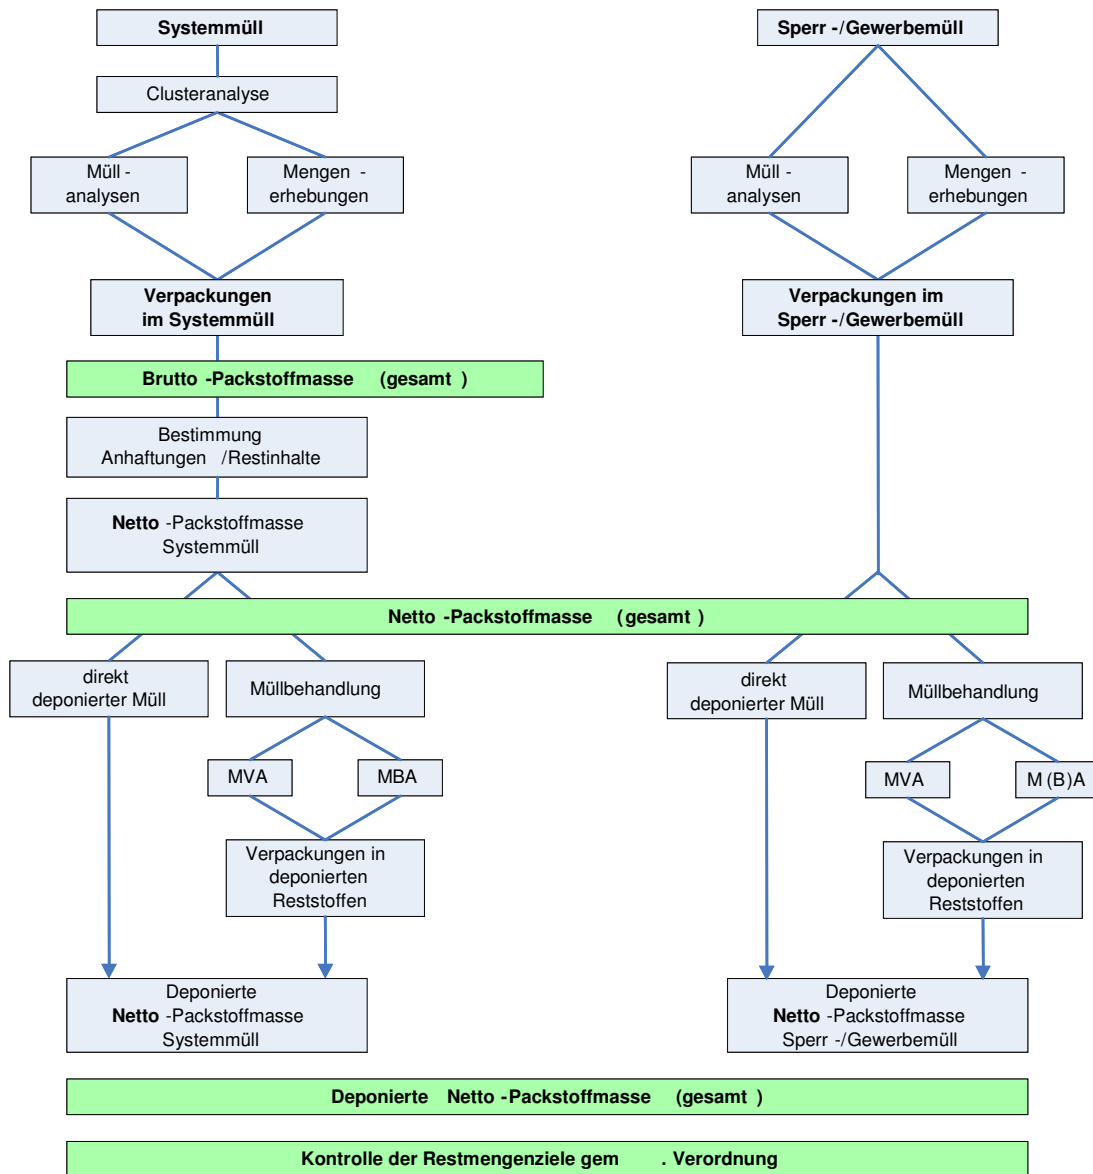 Systemmüll
Sperr -/Gewerbemüll
Clusteranalyse
Müll -
analysen
Mengen -
erhebungen
Müll -
analysen
Mengen -
erhebungen
Verpackungen
im Systemmüll
Verpackungen im
Sperr -/Gewerbemüll
Brutto -Packstoffmasse (gesamt )
Bestimmung
Anhaftungen /Restinhalte
Netto -Packstoffmasse
Systemmüll
Netto -Packstoffmasse (gesamt )
direkt
deponierter Müll
Müllbehandlung
direkt
deponierter Müll
Müllbehandlung
MVA
MBA
MVA
M (B)A
Verpackungen in
deponierten
Reststoffen
Verpackungen in
deponierten
Reststoffen
Deponierte
Netto -Packstoffmasse
Systemmüll
Deponierte
Netto -Packstoffmasse
Sperr -/Gewerbemüll
Deponierte Netto -Packstoffmasse (gesamt )
Kontrolle der Restmengenziele gem . Verordnung